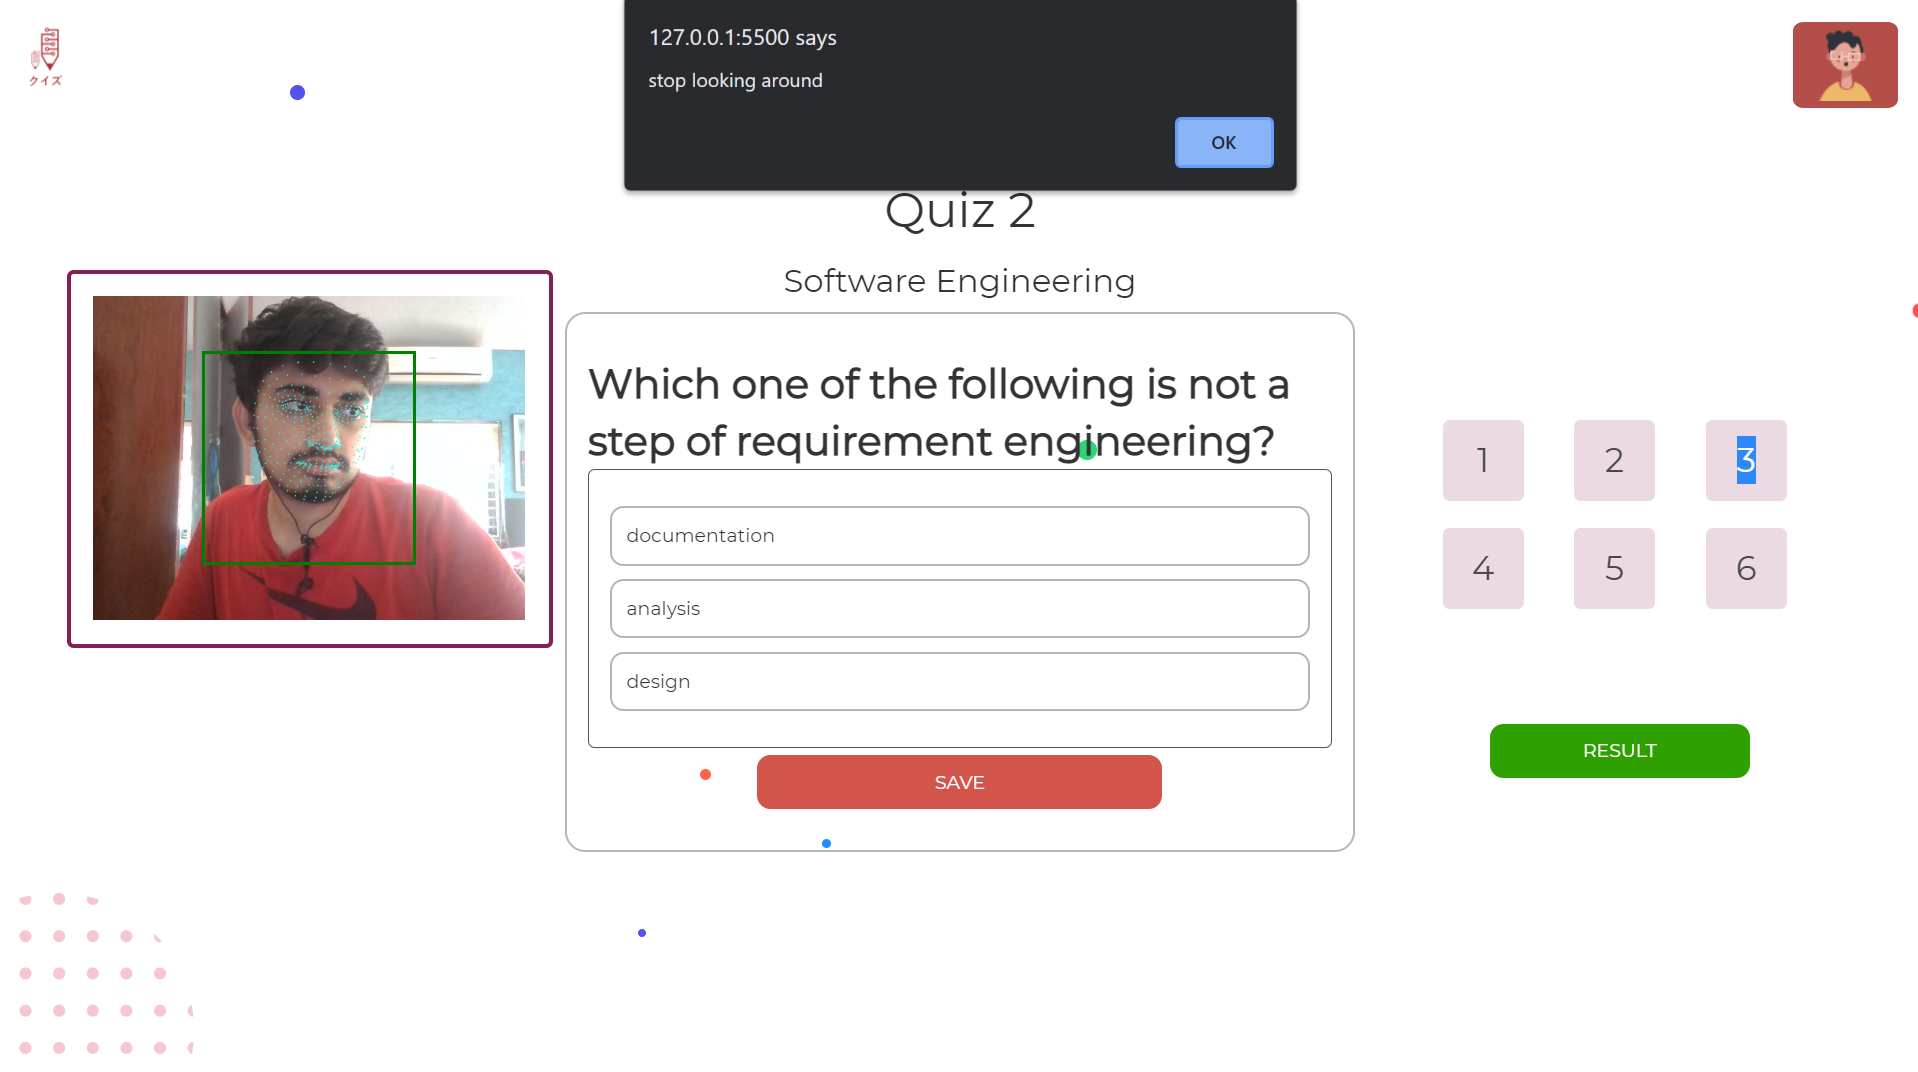 127.0.0.1:5500 says
stop looking around
OK
クイズ
Quiz 2
Software Engineering
Which one of the following is not a
step of requirement engineering?
documentation
analysis
design
SAVE
1 2 3
4 5 6
RESULT